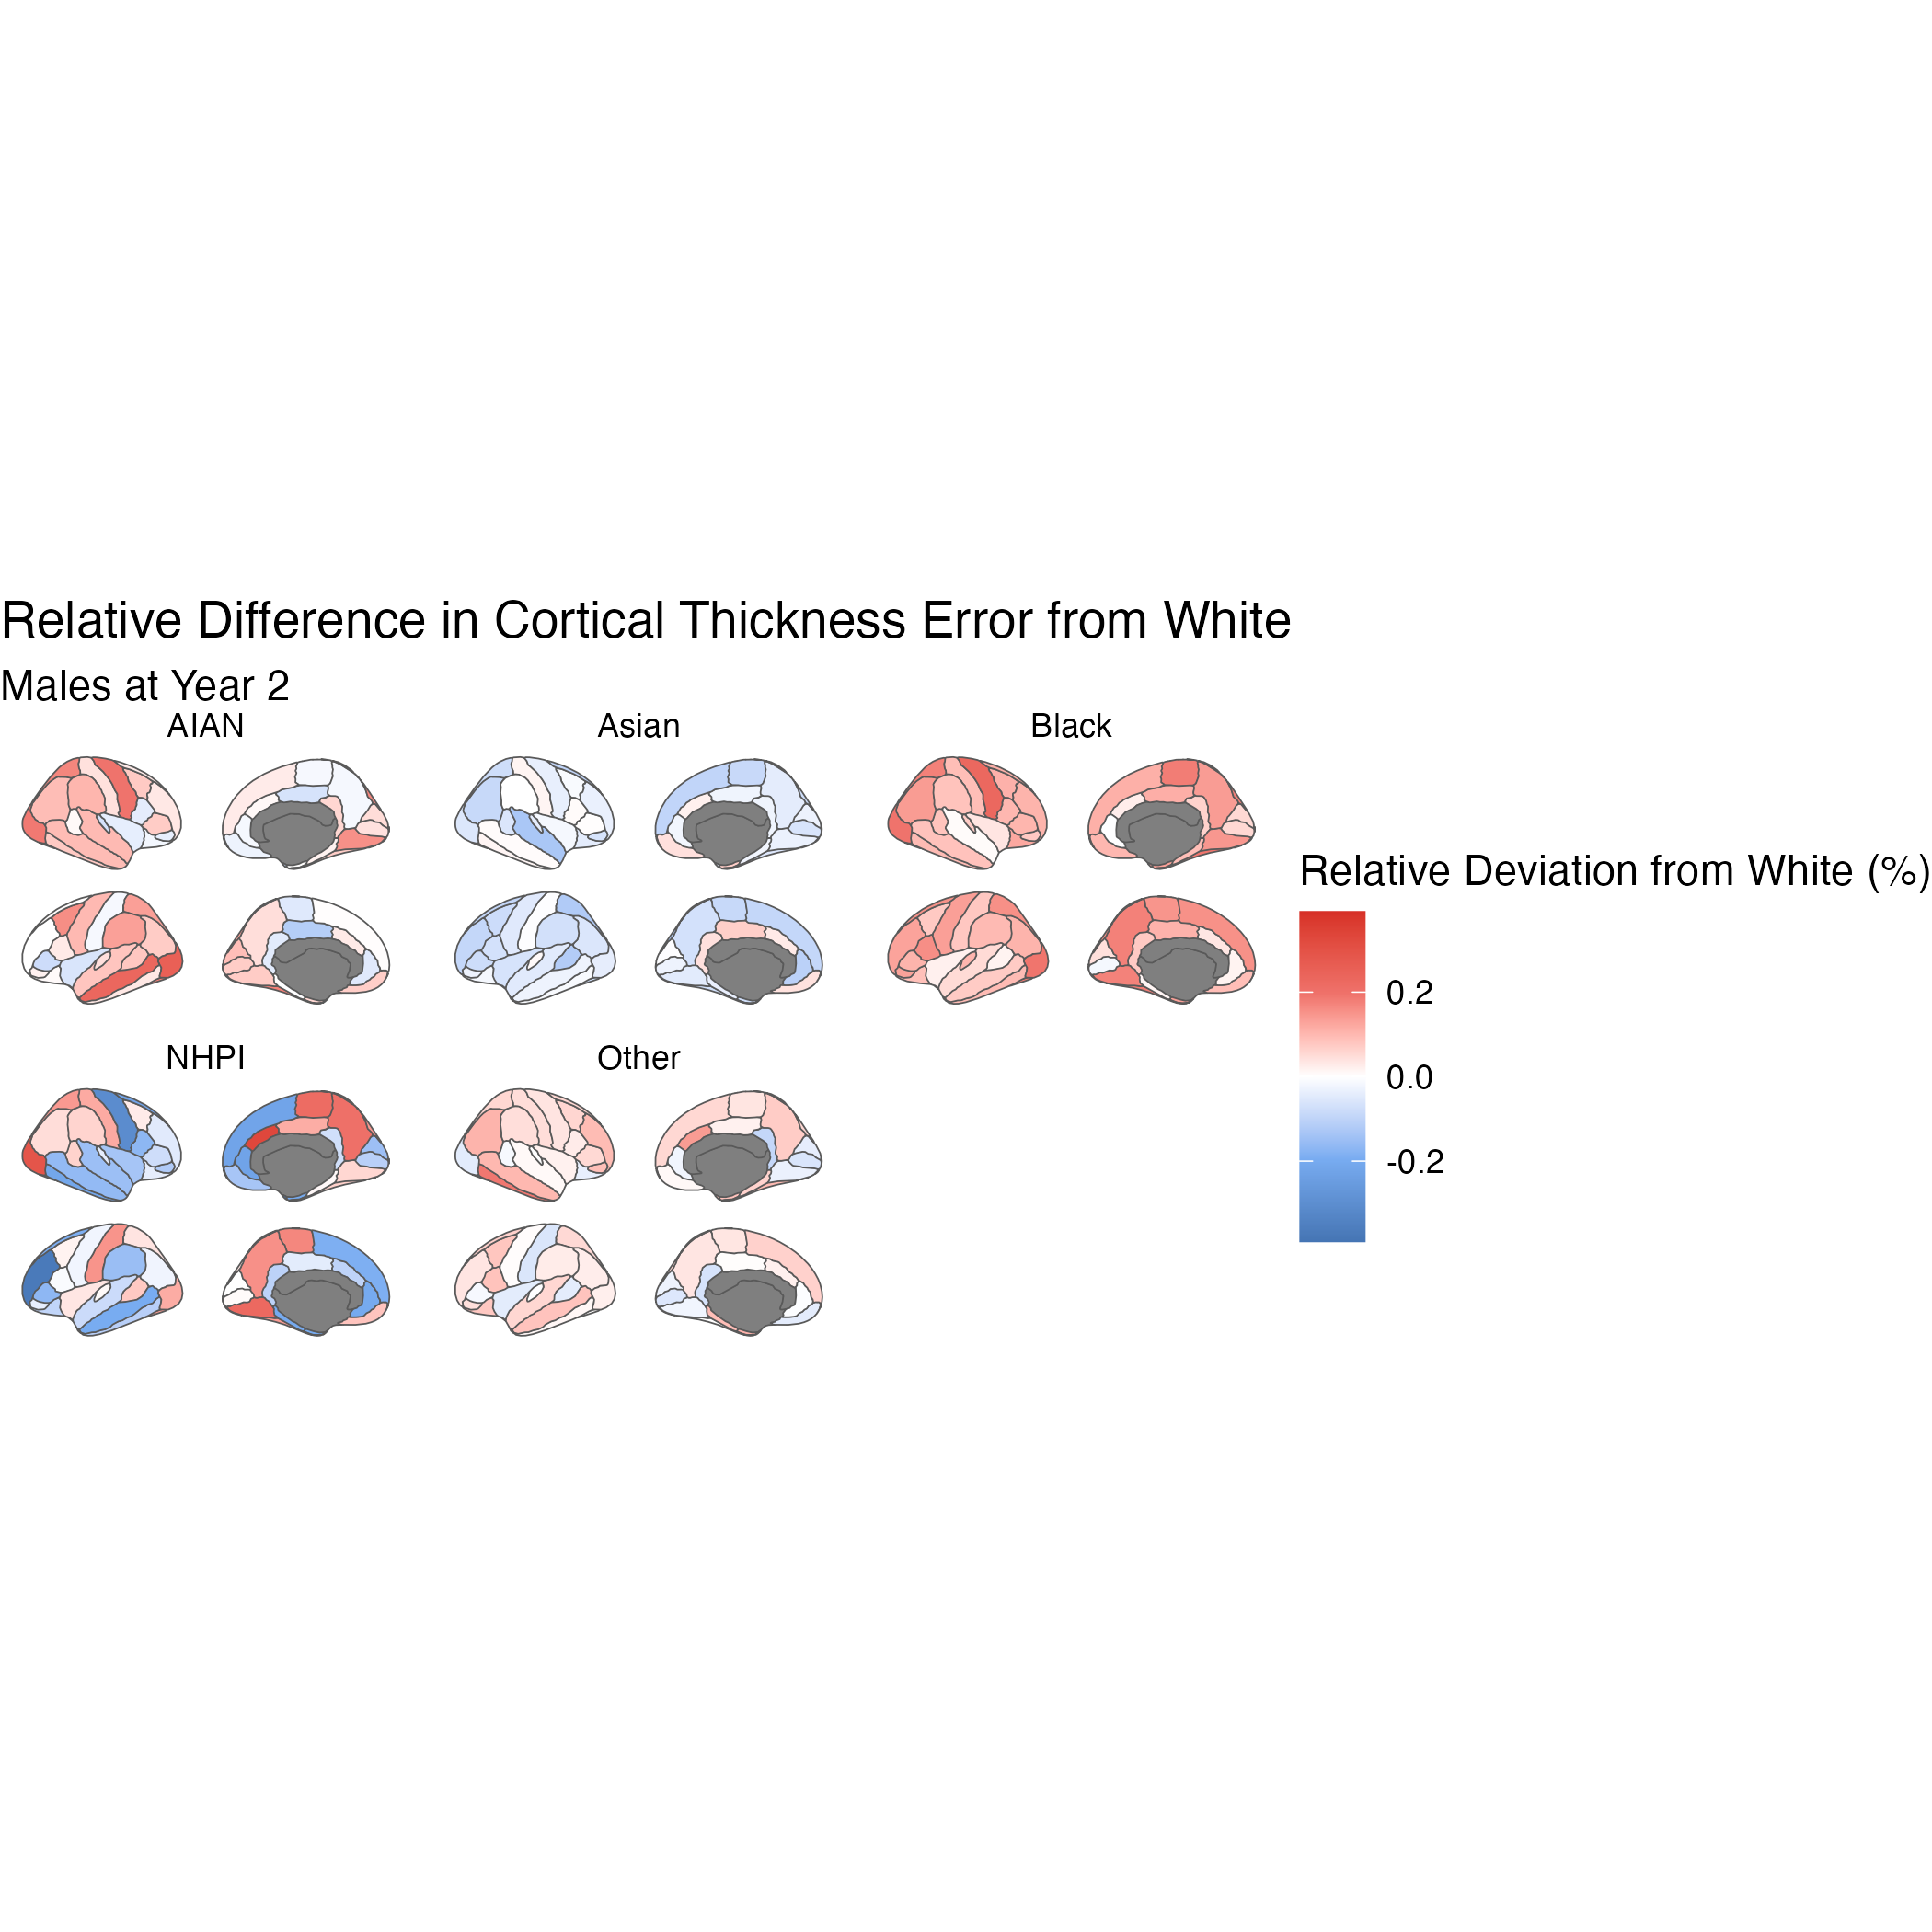 Relative Difference in Cortical Thickness Error from White
Males at Year 2
AIAN
Asian
Black
NHPI
Other
Relative Deviation from White (%)
0.2
0.0
-0.2